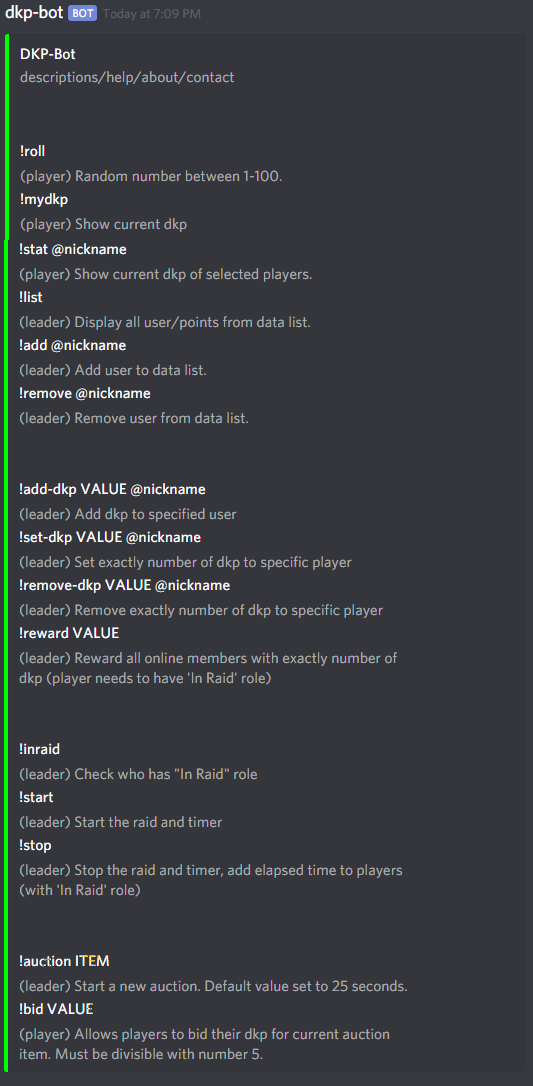 dkp-bot BOT Today at 7:09 PM
DKP-Bot
descriptions/help/about/contact
!roll
(player) Random number between 1-100.
!mydkp
(player) Show current dkp
!stat @nickname
(player) Show current dkp of selected players.
!list
(leader) Display all user/points from data list.
!add @nickname
(leader) Add user to data list.
!remove @nickname
(leader) Remove user from data list.
!add-dkp VALUE @nickname
(leader) Add dkp to specified user
!set-dkp VALUE @nickname
(leader) Set exactly number of dkp to specific player
!remove-dkp VALUE @nickname
(leader) Remove exactly number of dkp to specific player
!reward VALUE
(leader) Reward all online members with exactly number of
dkp (player needs to have 'In Raid' role)
!inraid
(leader) Check who has "In Raid" role
!start
(leader) Start the raid and timer
!stop
(leader) Stop the raid and timer, add elapsed time to players
(with 'In Raid' role)
!auction ITEM
(leader) Start a new auction. Default value set to 25 seconds.
!bid VALUE
(player) Allows players to bid their dkp for current auction
item. Must be divisible with number 5.